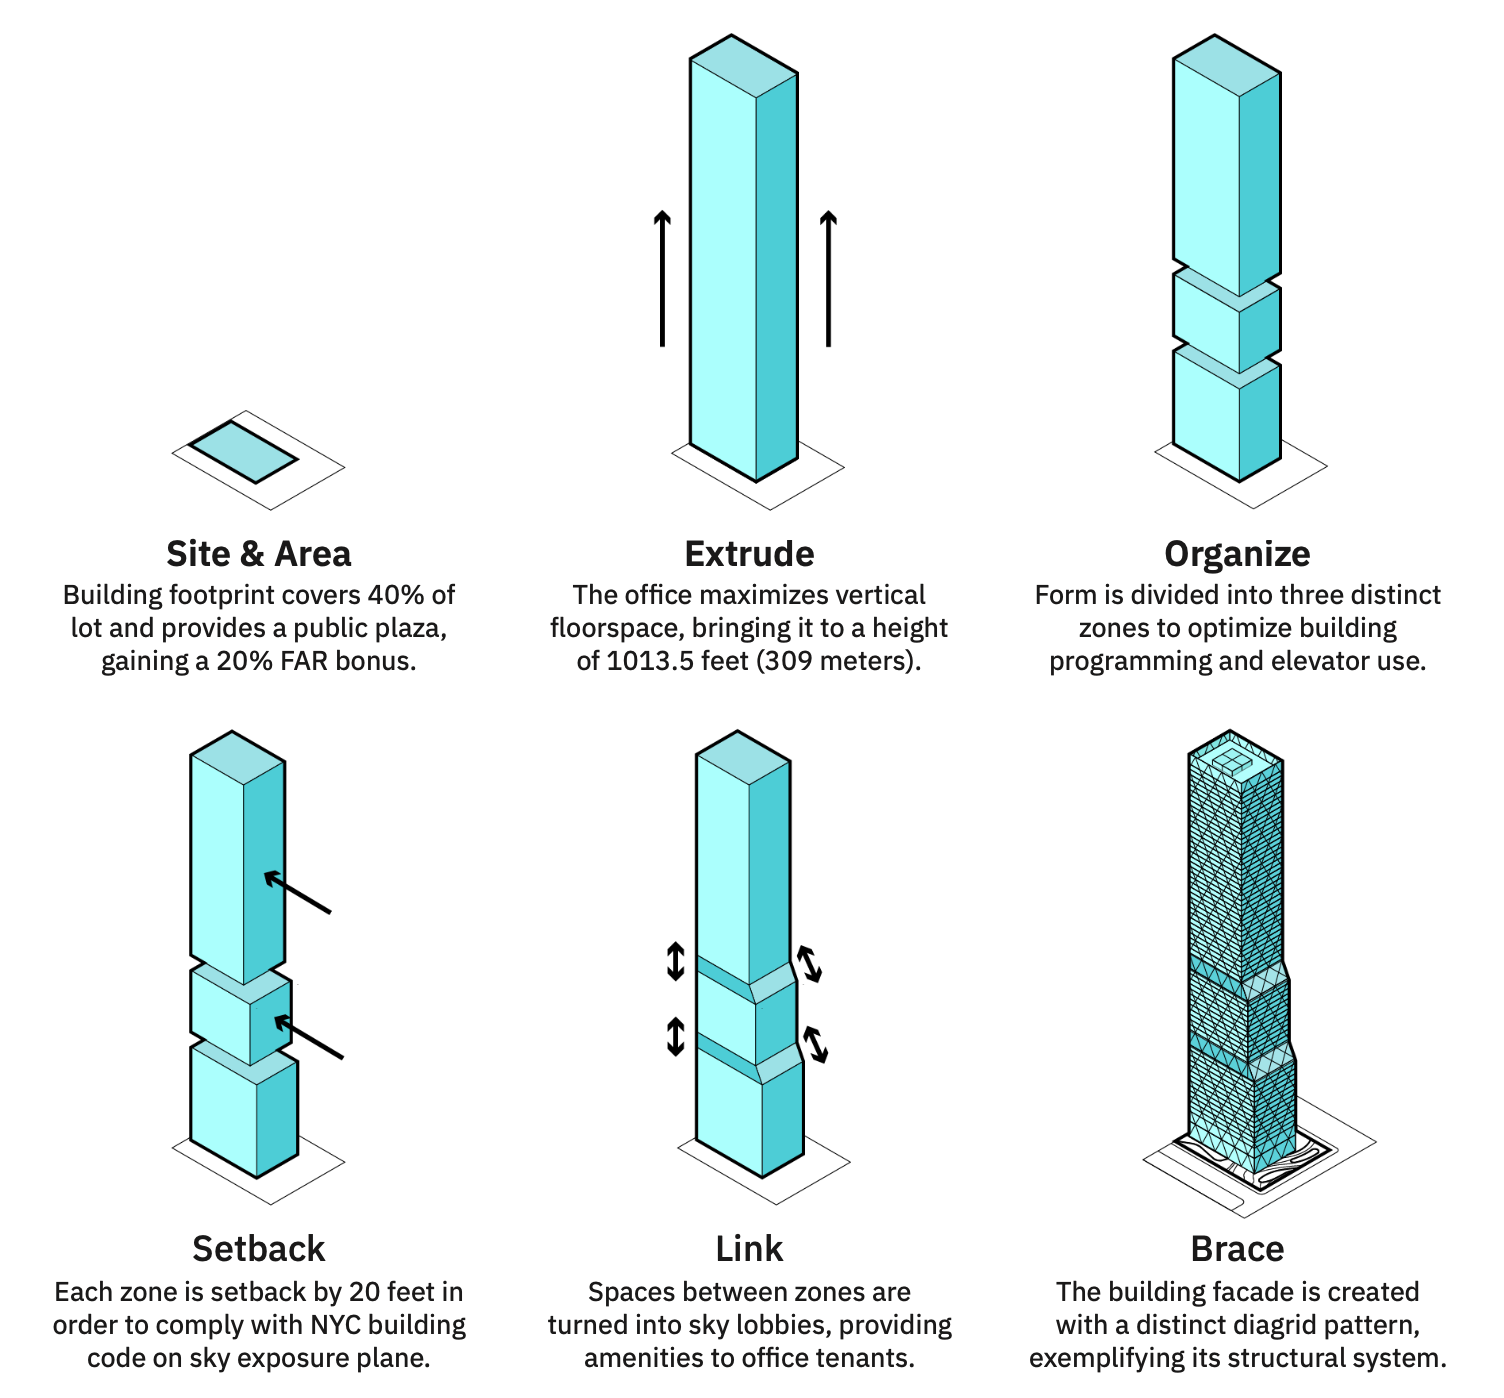 Site & Area
Building footprint covers 40% of
lot and provides a public plaza,
gaining a 20% FAR bonus.
Extrude
The office maximizes vertical
floorspace, bringing it to a height
of 1013.5 feet (309 meters).
Organize
Form is divided into three distinct
zones to optimize building
programming and elevator use.
Setback
Each zone is setback by 20 feet in
order to comply with NYC building
code on sky exposure plane.
Link
Spaces between zones are
turned into sky lobbies, providing
amenities to office tenants.
Brace
The building facade is created
with a distinct diagrid pattern,
exemplifying its structural system.